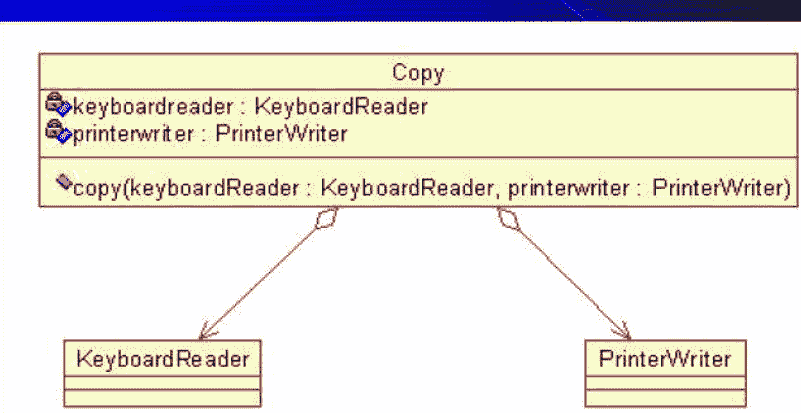 Copy
keyboardreader : KeyboardReader
printerwriter : PrinterWriter
copy(keyboardReader : KeyboardReader, printerwriter : PrinterWriter)
KeyboardReader
PrinterWriter